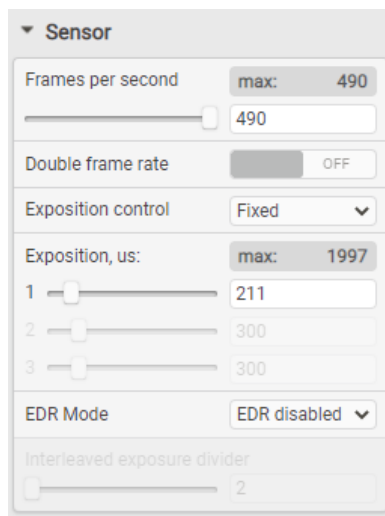 Sensor
Frames per second max: 490
490
Double frame rate OFF
Exposition control Fixed
Exposition, us: max: 1997
1 211
2 300
3 300
EDR Mode EDR disabled
Interleaved exposure divider
2